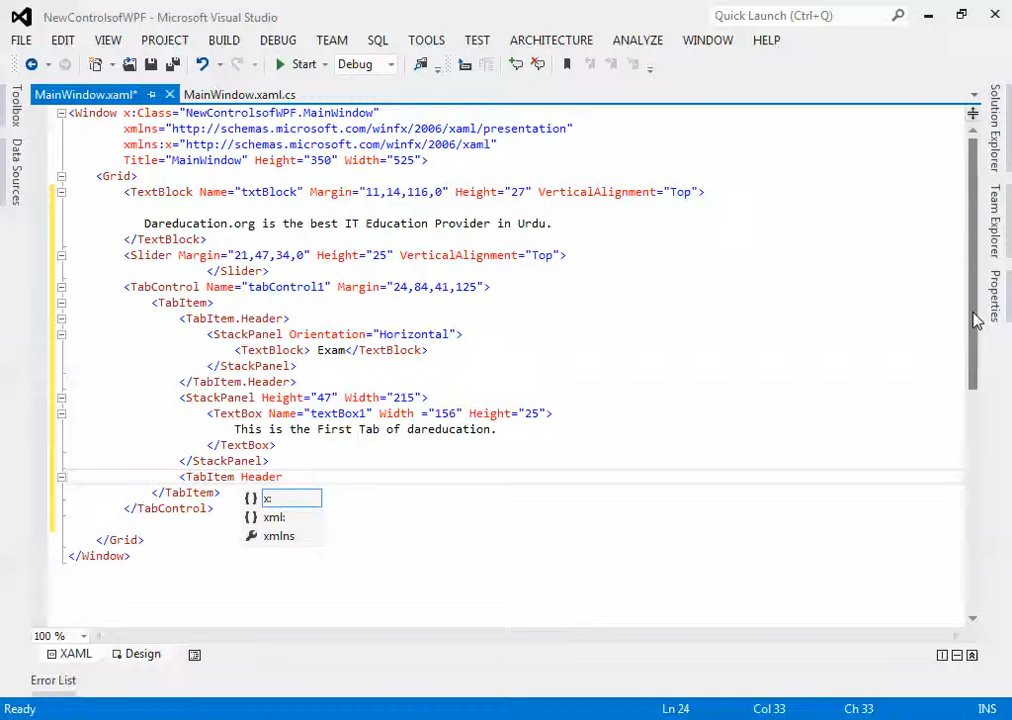 NewControlsofWPF - Microsoft Visual Studio
Quick Launch (Ctrl+Q)
FILE EDIT VIEW PROJECT BUILD DEBUG TEAM SQL TOOLS TEST ARCHITECTURE ANALYZE WINDOW HELP
Start Debug
MainWindow.xaml* MainWindow.xaml.cs
Toolbox
Data Sources
Solution Explorer
Team Explorer
Properties
<Window x:Class="NewControlsofWPF.MainWindow"
xmlns="http://schemas.microsoft.com/winfx/2006/xaml/presentation"
xmlns:x="http://schemas.microsoft.com/winfx/2006/xaml"
Title="MainWindow" Height="350" Width="525">
<Grid>
<TextBlock Name="txtBlock" Margin="11,14,116,0" Height="27" VerticalAlignment="Top">
Dareducation.org is the best IT Education Provider in Urdu.
</TextBlock>
<Slider Margin="21,47,34,0" Height="25" VerticalAlignment="Top">
</Slider>
<TabControl Name="tabControl1" Margin="24,84,41,125">
<TabItem>
<TabItem.Header>
<StackPanel Orientation="Horizontal">
<TextBlock> Exam</TextBlock>
</StackPanel>
</TabItem.Header>
<StackPanel Height="47" Width="215">
<TextBox Name="textBox1" Width ="156" Height="25">
This is the First Tab of dareducation.
</TextBox>
</StackPanel>
<TabItem Header
</TabItem>
</TabControl>
</Grid>
</Window>
{} x:
{} xml:
xmlns
100 %
XAML Design
Error List
Ready Ln 24 Col 33 Ch 33 INS